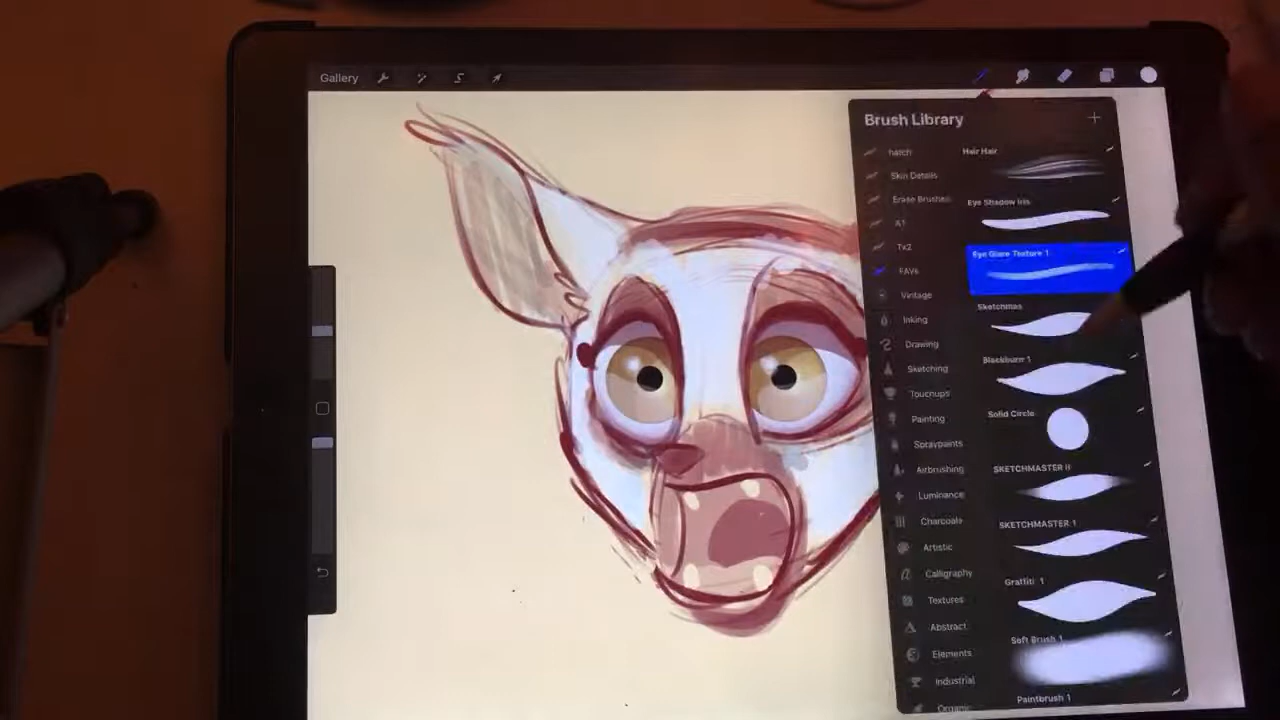 Gallery
Brush Library
hatch
Skin Details
Erase Brushes
A1
Tx2
FAVs
Vintage
Inking
Drawing
Sketching
Touchups
Painting
Spraypaints
Airbrushing
Luminance
Charcoals
Artistic
Calligraphy
Textures
Abstract
Elements
Industrial
Organic
Hair Hair
Eye Shadow Iris
Eye Glare Texture 1
Sketchmas
Blackburn 1
Solid Circle
SKETCHMASTER II
SKETCHMASTER 1
Graffiti 1
Soft Brush 1
Paintbrush 1